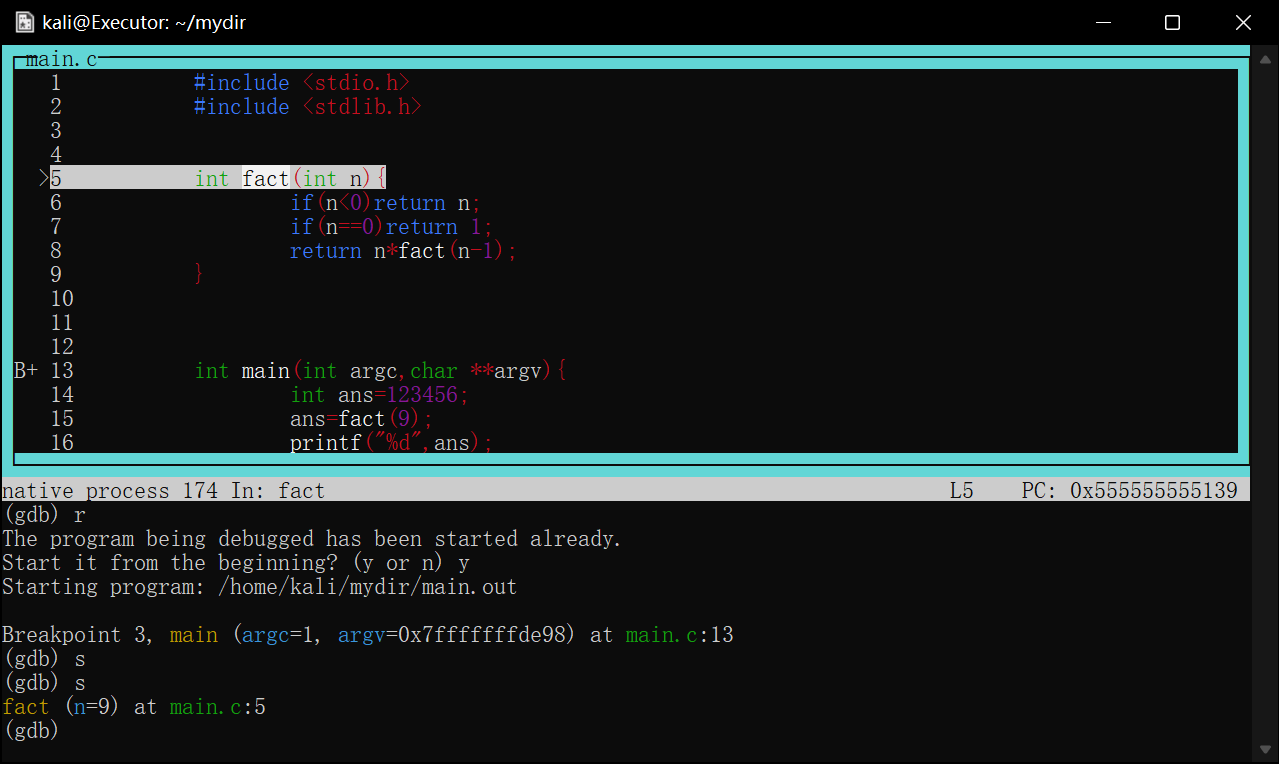 kali@Executor: ~/mydir
main.c
1 #include <stdio.h>
2 #include <stdlib.h>
3
4
>5 int fact(int n){
6 if(n<0)return n;
7 if(n==0)return 1;
8 return n*fact(n-1);
9 }
10
11
12
B+ 13 int main(int argc,char **argv){
14 int ans=123456;
15 ans=fact(9);
16 printf("%d",ans);
native process 174 In: fact L5 PC: 0x555555555139
(gdb) r
The program being debugged has been started already.
Start it from the beginning? (y or n) y
Starting program: /home/kali/mydir/main.out
Breakpoint 3, main (argc=1, argv=0x7fffffffde98) at main.c:13
(gdb) s
(gdb) s
fact (n=9) at main.c:5
(gdb)